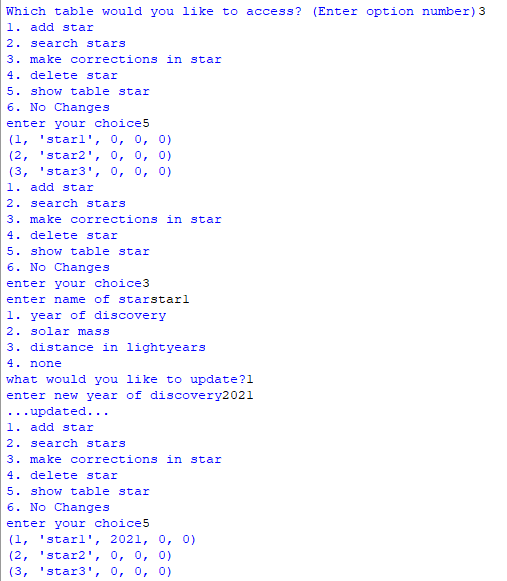 Which table would you like to access? (Enter option number)3
1. add star
2. search stars
3. make corrections in star
4. delete star
5. show table star
6. No Changes
enter your choice5
(1, 'star1', 0, 0, 0)
(2, 'star2', 0, 0, 0)
(3, 'star3', 0, 0, 0)
1. add star
2. search stars
3. make corrections in star
4. delete star
5. show table star
6. No Changes
enter your choice3
enter name of starstar1
1. year of discovery
2. solar mass
3. distance in lightyears
4. none
what would you like to update?1
enter new year of discovery2021
...updated...
1. add star
2. search stars
3. make corrections in star
4. delete star
5. show table star
6. No Changes
enter your choice5
(1, 'star1', 2021, 0, 0)
(2, 'star2', 0, 0, 0)
(3, 'star3', 0, 0, 0)